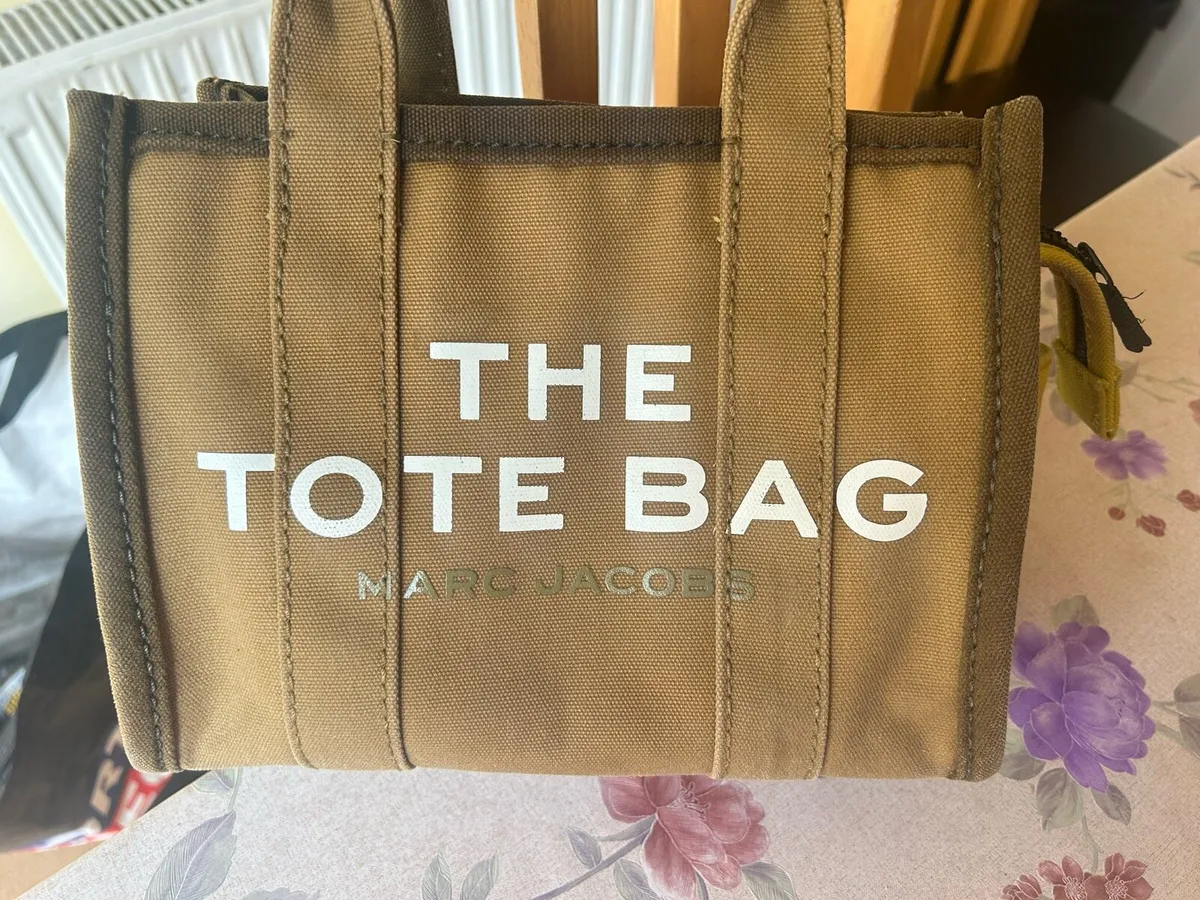 THE
TOTE BAG
MARC JACOBS